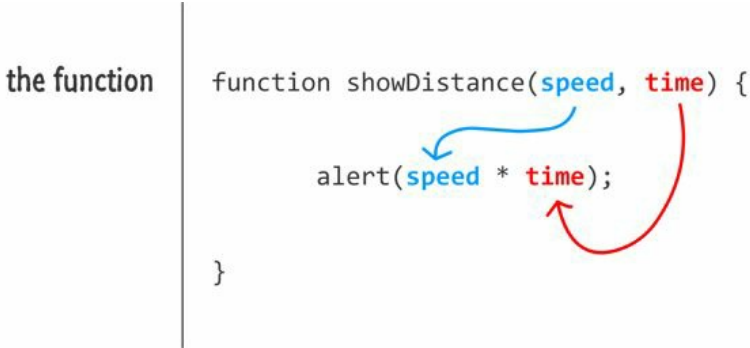 the function
function showDistance(speed, time) {
alert(speed * time);
}